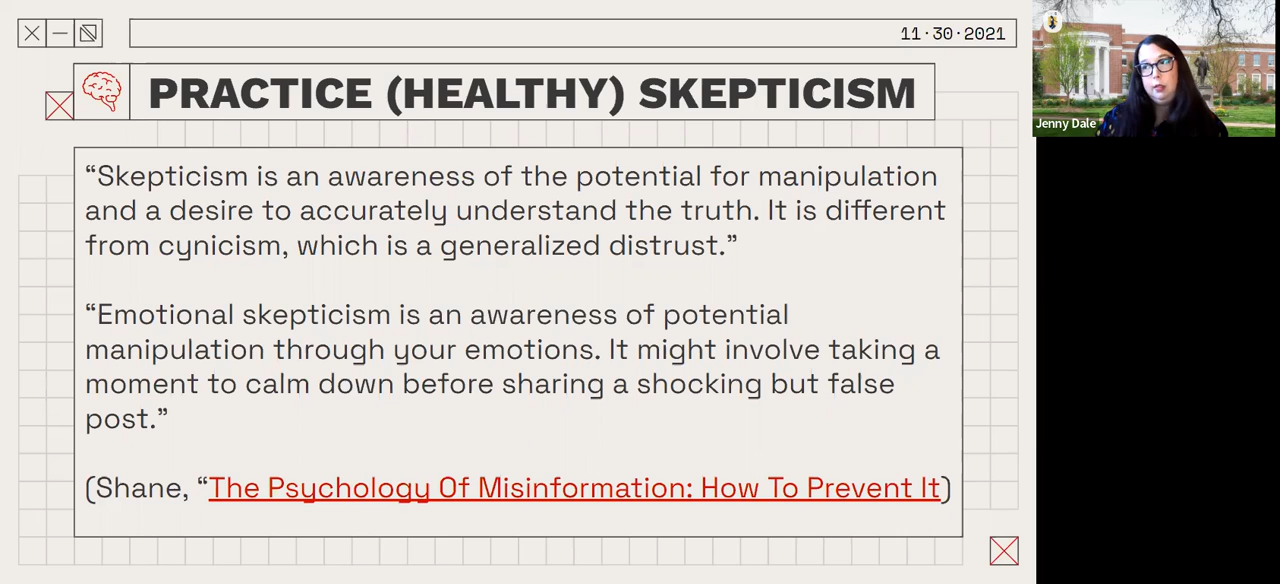 11·30·2021
PRACTICE (HEALTHY) SKEPTICISM
Jenny Dale
“Skepticism is an awareness of the potential for manipulation
and a desire to accurately understand the truth. It is different
from cynicism, which is a generalized distrust.”
“Emotional skepticism is an awareness of potential
manipulation through your emotions. It might involve taking a
moment to calm down before sharing a shocking but false
post.”
(Shane, “The Psychology Of Misinformation: How To Prevent It)